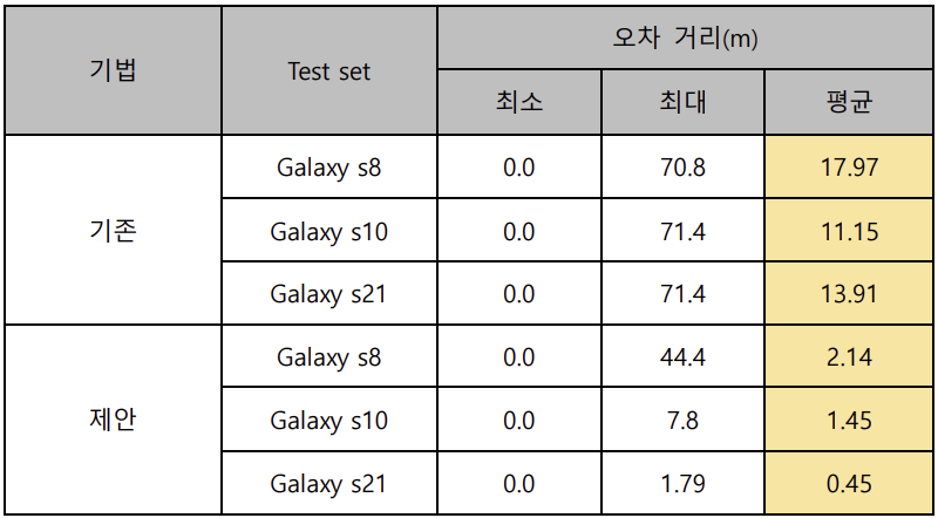 기법 Test set 오차 거리(m)
최소 최대 평균
기존 Galaxy s8 0.0 70.8 17.97
Galaxy s10 0.0 71.4 11.15
Galaxy s21 0.0 71.4 13.91
제안 Galaxy s8 0.0 44.4 2.14
Galaxy s10 0.0 7.8 1.45
Galaxy s21 0.0 1.79 0.45